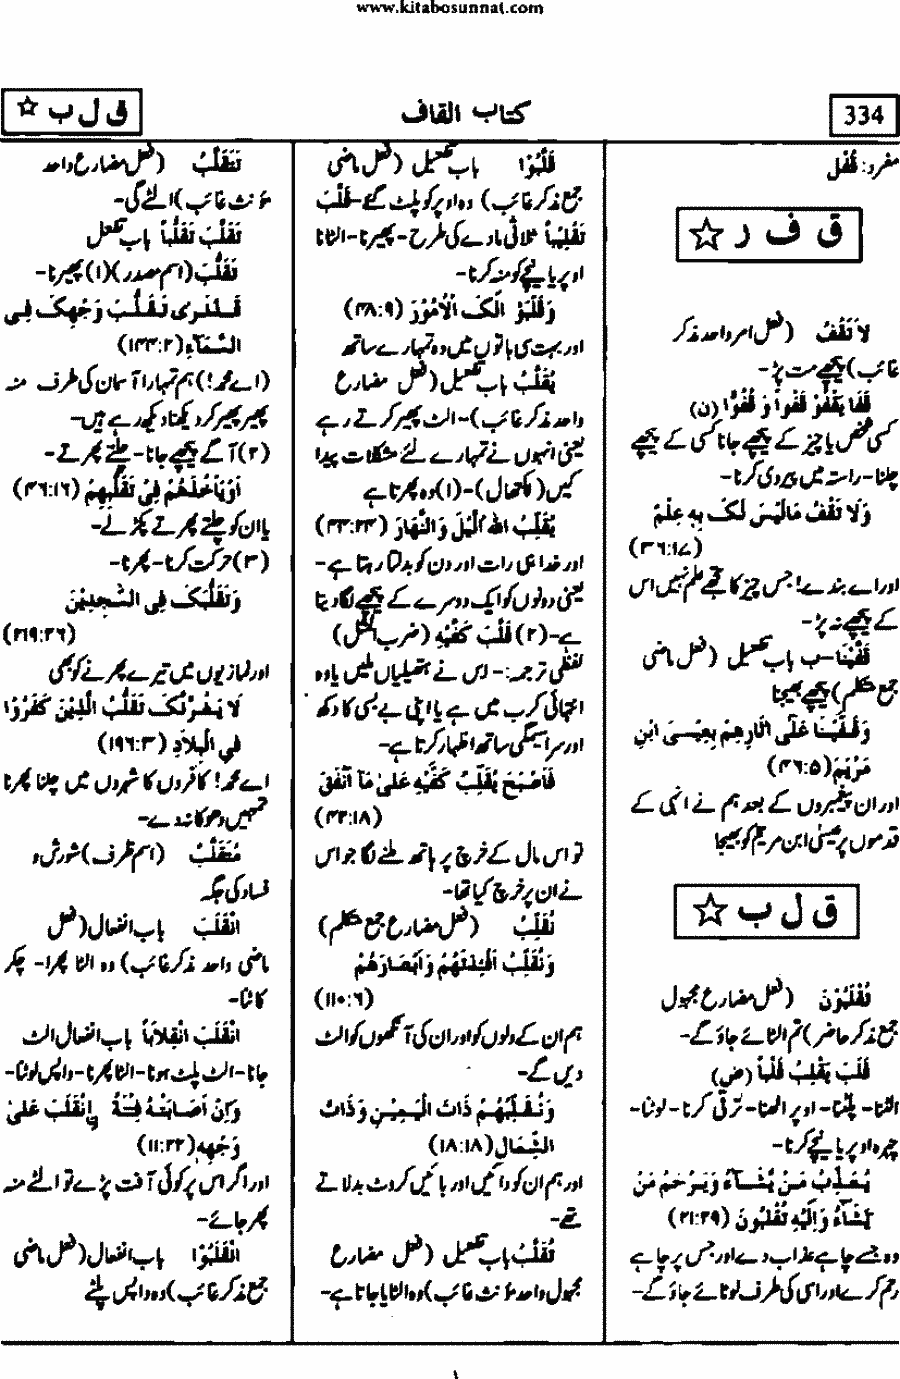 www.kitabosunnat.com
334
کتاب القاف
ق ل ب ☆
مفرد: قُفل
ق ف ر ☆
لَا تَقْفُ (فعل امر واحد مذکر
غائب) پیچھے مت پڑ۔
قَفَا یَقْفُوْ قَفْواً وَ قُفُوّاً (ن)
کسی شخص یا چیز کے پیچھے جانا کسی کے پیچھے
چلنا۔ راستہ میں پیروی کرنا۔
وَلَا تَقْفُ مَالَیْسَ لَکَ بِهِ عِلْمٌ
(۳۶:۱۷)
اور اے بندے! جس چیز کا تجھے علم نہیں اس
کے پیچھے نہ پڑ۔
قَفَّیْنَا۔ب باب تفعیل (فعل ماضی
جمع متکلم) پیچھے بھیجا
وَقَفَّیْنَا عَلٰٓی اٰثَارِهِمْ بِعِیْسَی ابْنِ
مَرْیَمَ (۴۶:۵)
اور ان پیغمبروں کے بعد ہم نے انہی کے
قدموں پر عیسیٰ ابن مریم کو بھیجا
ق ل ب ☆
تُقْلَبُوْنَ (فعل مضارع مجہول
جمع مذکر حاضر) تم الٹائے جاؤ گے۔
قَلَبَ یَقْلِبُ قَلْباً (ض)
الٹنا۔ پلٹنا۔ اوپر اٹھنا۔ ترقی کرنا۔ لوٹنا۔
چہرہ اوپر یا نیچے کرنا۔
یُعَذِّبُ مَنْ یَّشَآءُ وَیَرْحَمُ مَنْ
یَّشَآءُ وَاِلَیْهِ تُقْلَبُوْنَ (۲۱:۲۹)
وہ جسے چاہے عذاب دے اور جس پر چاہے
رحم کرے اور اسی کی طرف لوٹائے جاؤ گے۔
قَلَّبُوْا باب تفعیل (فعل ماضی
جمع مذکر غائب) وہ اوپر کو پلٹ گئے۔ قَلَّبَ
تَقْلِیْباً ثلاثی مادے کی طرح۔ پھیرنا۔ الٹانا
اوپر یا نیچے کو منہ کرنا۔
وَقَلَّبُوْ الَکَ الْاُمُوْرَ (۴۸:۹)
اور بہت سی باتوں میں وہ تمہارے ساتھ
یُقَلِّبُ باب تفعیل (فعل مضارع
واحد مذکر غائب)۔ الٹ پھیر کرتے رہے
یعنی انہوں نے تمہارے لئے مشکلات پیدا
کیں (لکتھال)۔ (۱) وہ پھرتا ہے
یُقَلِّبُ اللّٰهُ الَّیْلَ وَالنَّهَارَ (۴۴:۲۴)
اور خدا ہی رات اور دن کو بدلتا رہتا ہے۔
یعنی دونوں کو ایک دوسرے کے پیچھے لگا دیتا
ہے۔ (۲) قَلَّبَ کَفَّیْهِ (ضرب المثل)
لفظی ترجمہ:۔ اس نے ہتھیلیاں ملیں یا وہ
انتہائی کرب میں ہے یا اپنی بے بسی کا دکھ
اور سراسیمگی ساتھ اظہار کرتا ہے۔
فَاَصْبَحَ یُقَلِّبُ کَفَّیْهِ عَلٰی مَآ اَنْفَقَ
(۴۲:۱۸)
تو اس مال کے خرچ پر ہاتھ ملنے لگا جو اس
نے ان پر خرچ کیا تھا۔
نُقَلِّبُ (فعل مضارع جمع متکلم)
وَنُقَلِّبُ اَفْئِدَتَهُمْ وَاَبْصَارَهُمْ
(۱۱۰:۶)
ہم ان کے دلوں کو اور ان کی آنکھوں کو الٹ
دیں گے۔
وَنُقَلِّبُهُمْ ذَاتَ الْیَمِیْنِ وَذَاتَ
الشِّمَالِ (۱۸:۱۸)
اور ہم ان کو دائیں اور بائیں کروٹ بدلاتے
تھے۔
تُقَلَّبُ باب تفعیل (فعل مضارع
مجہول واحد مؤنث غائب) وہ الٹایا جاتا ہے۔
تَتَقَلَّبُ (فعل مضارع واحد
مؤنث غائب) الٹے گی۔
تَقَلَّبَ تَقَلُّباً باب تفعل
تَقَلُّبَ (اسم مصدر) (۱) پھیرنا۔
قَدْنَرٰی تَقَلُّبَ وَجْهِکَ فِی
السَّمَآءِ (۱۴۴:۲)
(اے محمد!) ہم تمہارا آسمان کی طرف منہ
پھیر پھیر کر دیکھنا دیکھ رہے ہیں۔
(۲) آگے پیچھے جانا۔ چلتے پھرتے۔
اَوْیَاْخُذَهُمْ فِیْ تَقَلُّبِهِمْ (۴۶:۱۶)
یا ان کو چلتے پھرتے پکڑ لے۔
(۳) حرکت کرنا۔ پھرنا۔
وَتَقَلُّبَکَ فِی السّٰجِدِیْنَ
(۲۱۹:۲۶)
اور نمازیوں میں تیرے پھرنے کو بھی
لَا یَغُرَّنَّکَ تَقَلُّبُ الَّذِیْنَ کَفَرُوْا
فِی الْبِلَادِ (۱۹۶:۳)
اے محمد! کافروں کا شہروں میں چلنا پھرنا
تمہیں دھوکا نہ دے۔
مُتَقَلَّبُ (اسم ظرف) شورش و
فساد کی جگہ
اِنْقَلَبَ باب انفعال (فعل
ماضی واحد مذکر غائب) وہ الٹا پھرا۔ چکر
کاٹنا۔
اِنْقَلَبَ اِنْقِلَاباً باب انفعال الٹ
جانا۔ الٹ پلٹ ہونا۔ الٹا پھرنا۔ واپس لوٹنا۔
وَاِنْ اَصَابَتْهُ فِتْنَةُ ِانْقَلَبَ عَلٰی
وَجْهِهٖ (۱۱:۲۲)
اور اگر اس پر کوئی آفت پڑے تو الٹے منہ
پھر جائے۔
اِنْقَلَبُوْا باب انفعال (فعل ماضی
جمع مذکر غائب) وہ واپس پلٹے